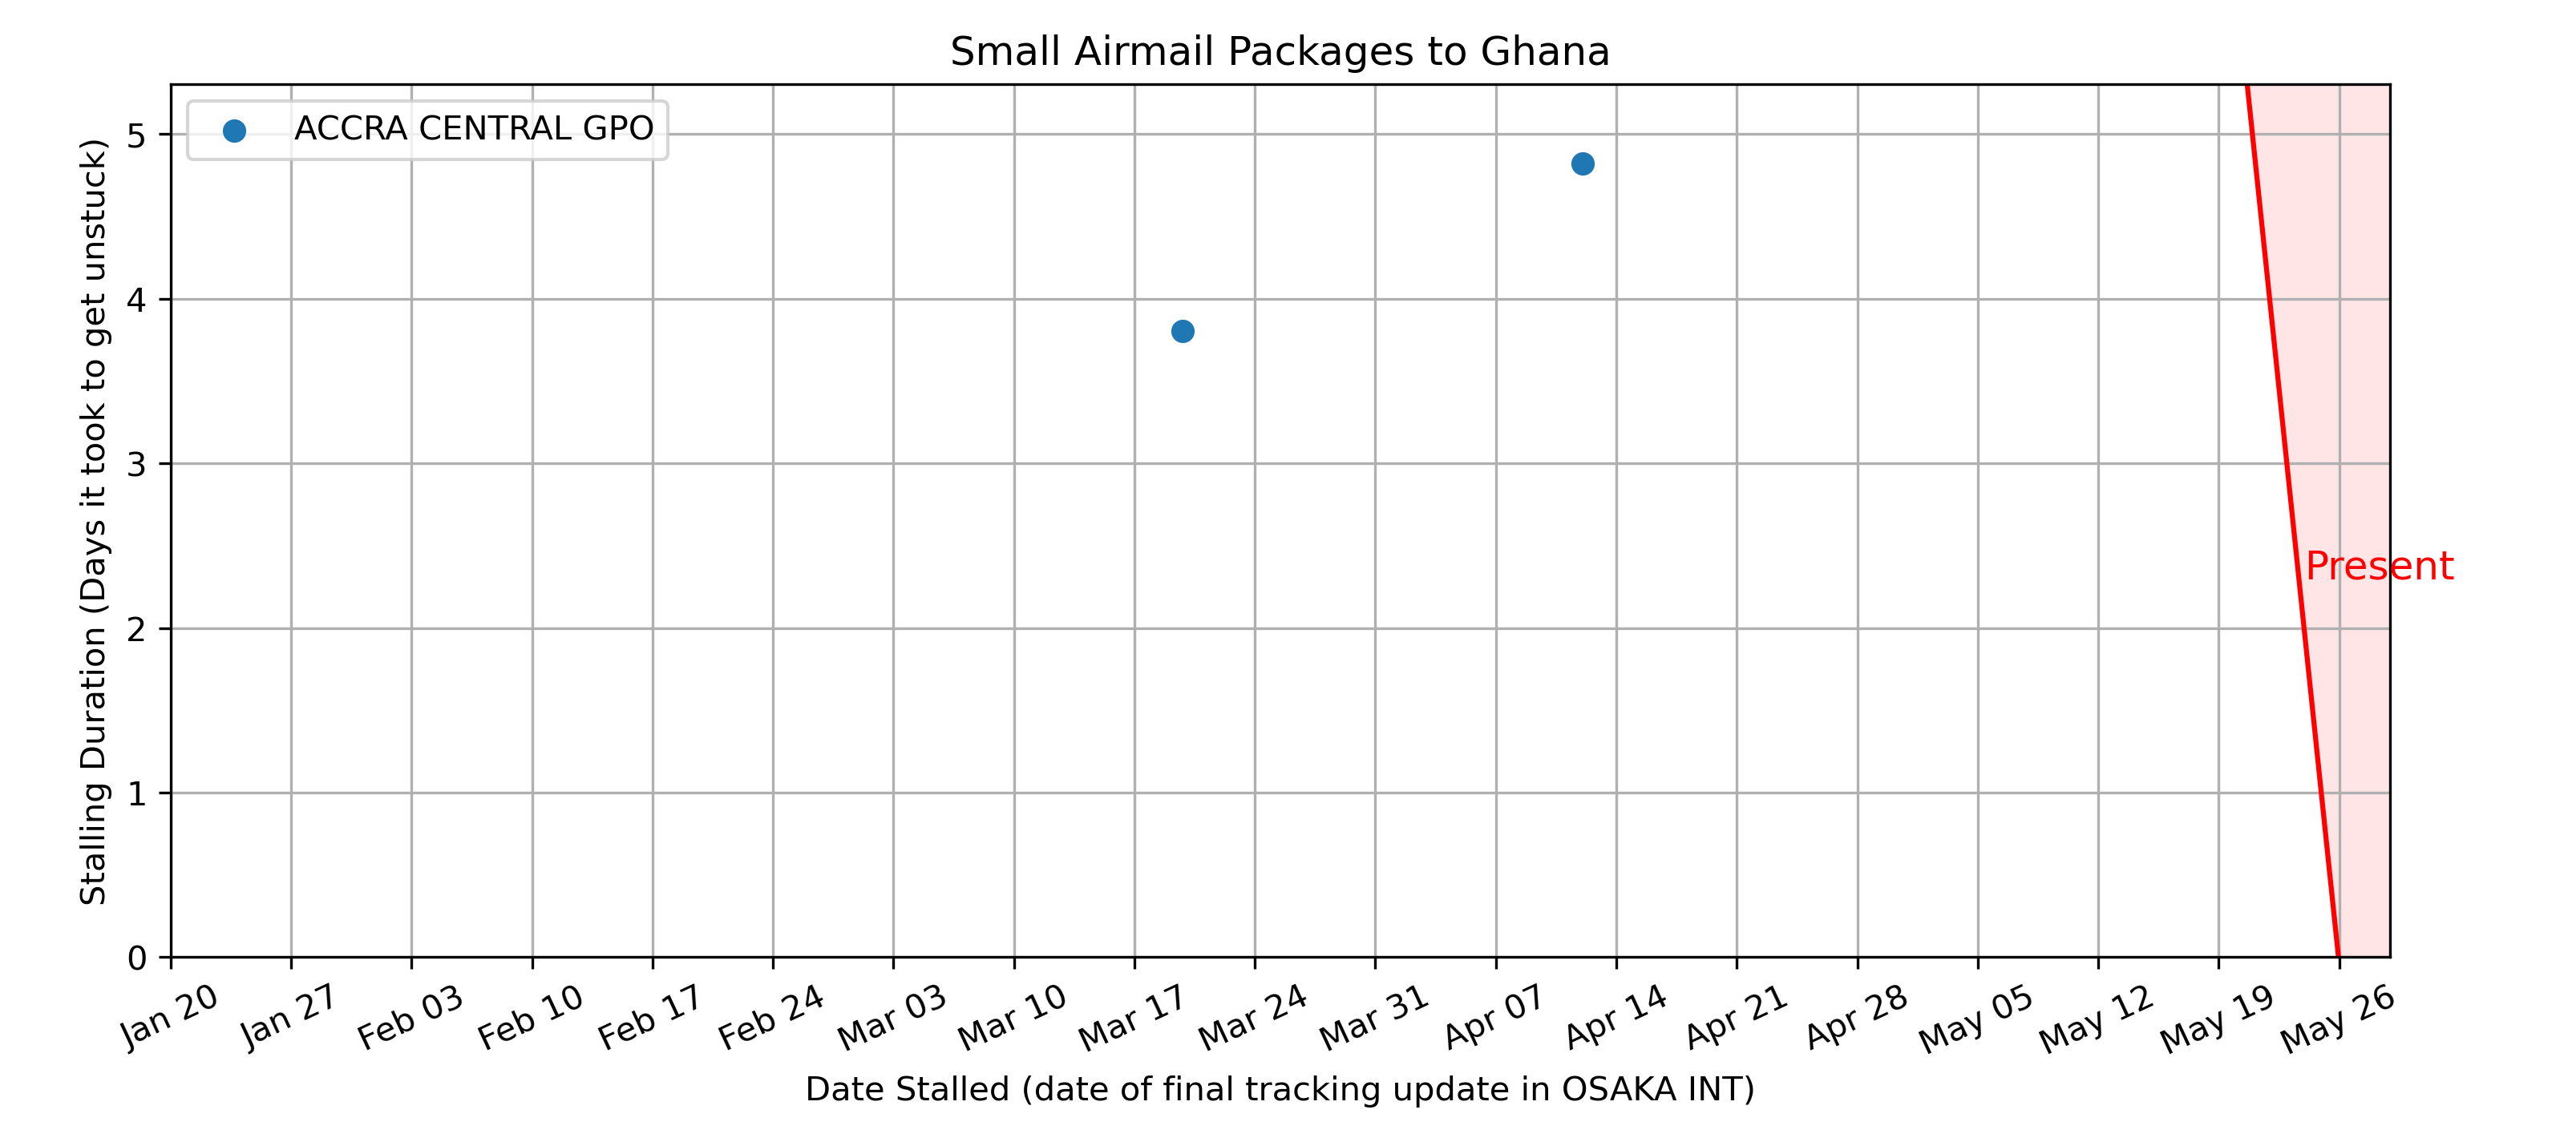 Small Airmail Packages to Ghana
ACCRA CENTRAL GPO
Stalling Duration (Days it took to get unstuck)
5
4
3
2
1
0
Present
Jan 20 Jan 27 Feb 03 Feb 10 Feb 17 Feb 24 Mar 03 Mar 10 Mar 17 Mar 24 Mar 31 Apr 07 Apr 14 Apr 21 Apr 28 May 05 May 12 May 19 May 26
Date Stalled (date of final tracking update in OSAKA INT)